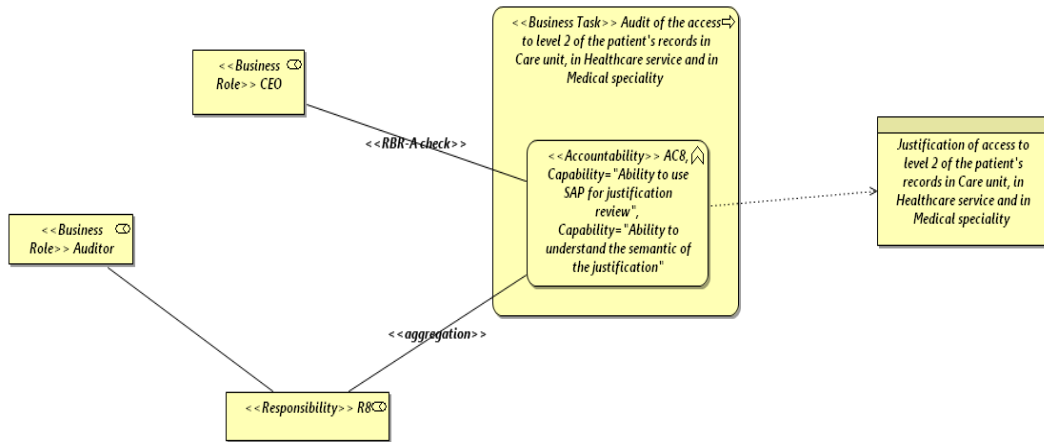 <<Business Task>> Audit of the access
to level 2 of the patient's records in
Care unit, in Healthcare service and in
Medical speciality
<<Business
Role>> CEO
<<RBR-A check>>
<<Accountability>> AC8,
Capability="Ability to use
SAP for justification
review",
Capability="Ability to
understand the semantic of
the justification"
Justification of access to
level 2 of the patient's
records in Care unit, in
Healthcare service and in
Medical speciality
<<Business
Role>> Auditor
<<aggregation>>
<<Responsibility>> R8